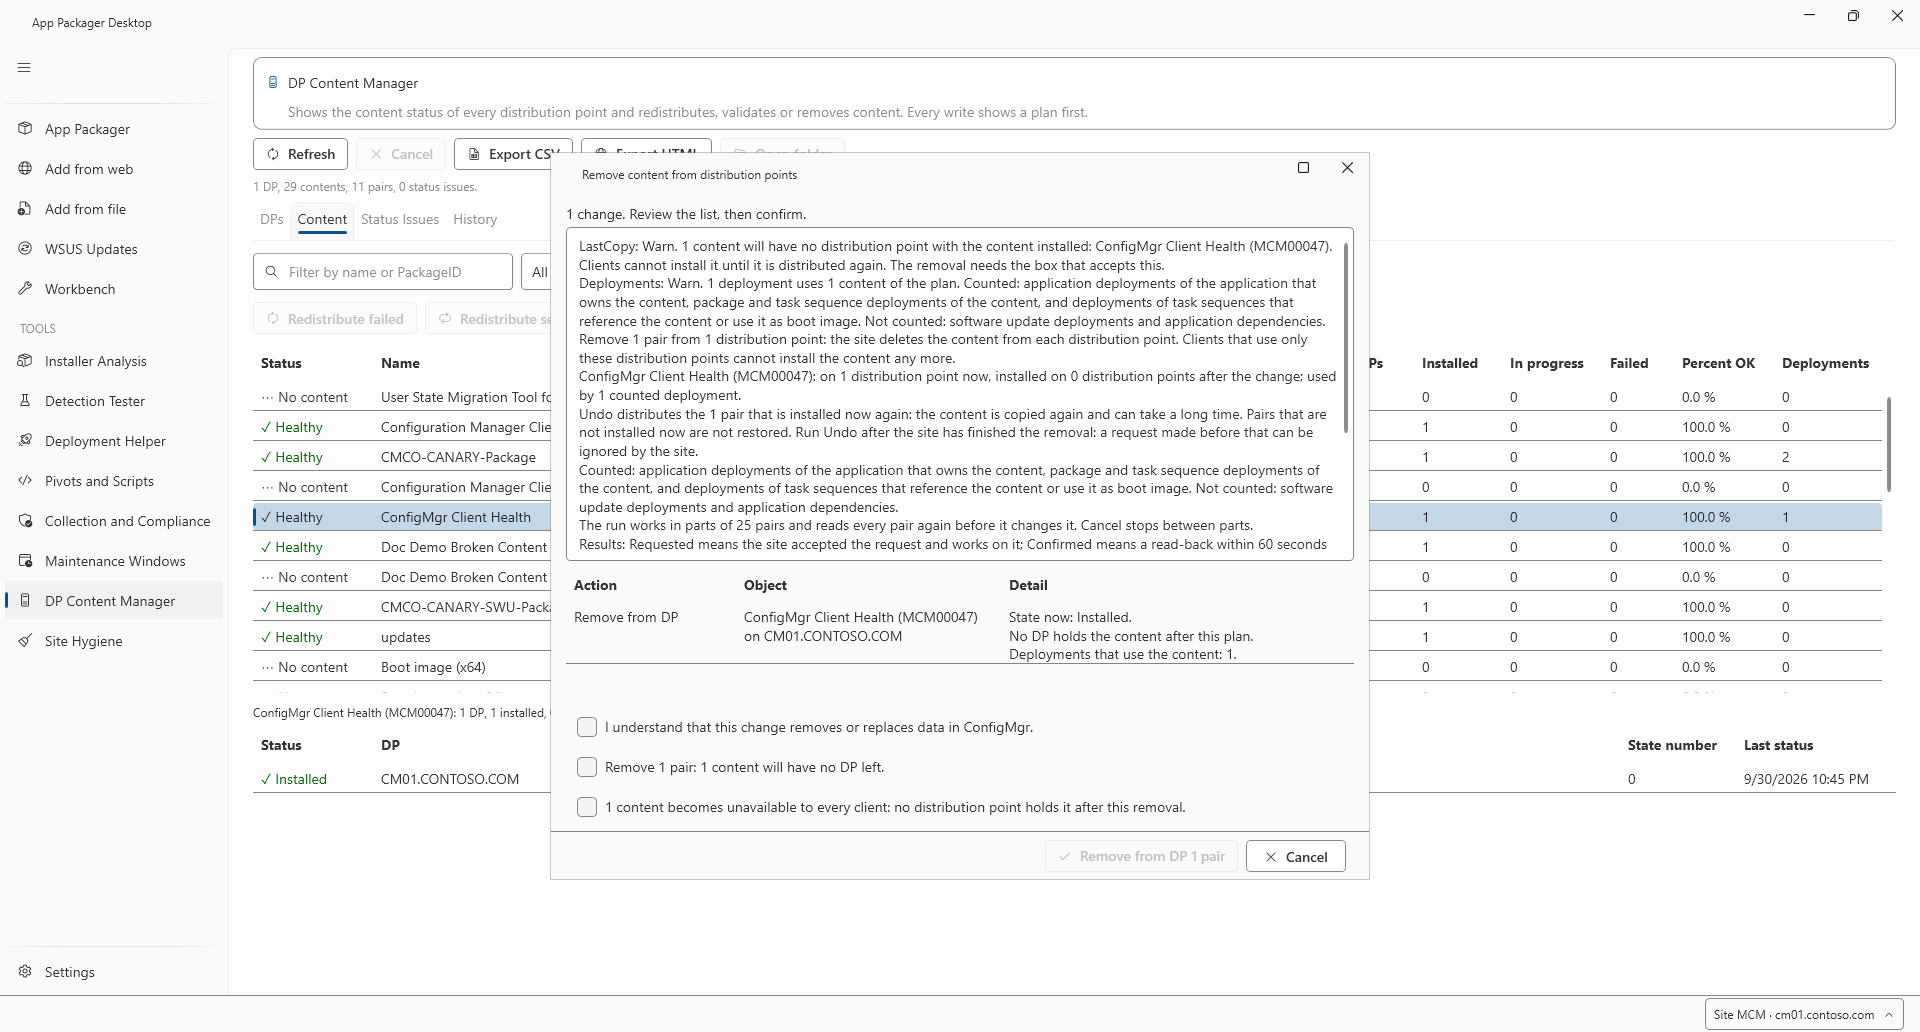 App Packager Desktop
DP Content Manager
Shows the content status of every distribution point and redistributes, validates or removes content. Every write shows a plan first.
App Packager
Add from web
Add from file
WSUS Updates
Workbench
TOOLS
Installer Analysis
Detection Tester
Deployment Helper
Pivots and Scripts
Collection and Compliance
Maintenance Windows
DP Content Manager
Site Hygiene
Settings
Refresh
Cancel
Export CSV
Export HTML
Open folder
1 DP, 29 contents, 11 pairs, 0 status issues.
DPs Content Status Issues History
Filter by name or PackageID
All
Redistribute failed
Redistribute se
Status Name Ps Installed In progress Failed Percent OK Deployments
··· No content User State Migration Tool fo 0 0 0 0.0 % 0
✓ Healthy Configuration Manager Clie 1 0 0 100.0 % 0
✓ Healthy CMCO-CANARY-Package 1 0 0 100.0 % 2
··· No content Configuration Manager Clie 0 0 0 0.0 % 0
✓ Healthy ConfigMgr Client Health 1 0 0 100.0 % 1
✓ Healthy Doc Demo Broken Content 1 0 0 100.0 % 0
··· No content Doc Demo Broken Content 0 0 0 0.0 % 0
✓ Healthy CMCO-CANARY-SWU-Pack 1 0 0 100.0 % 0
✓ Healthy updates 1 0 0 100.0 % 0
··· No content Boot image (x64) 0 0 0 0.0 % 0
ConfigMgr Client Health (MCM00047): 1 DP, 1 installed,
Status DP State number Last status
✓ Installed CM01.CONTOSO.COM 0 9/30/2026 10:45 PM
Remove content from distribution points
1 change. Review the list, then confirm.
LastCopy: Warn. 1 content will have no distribution point with the content installed: ConfigMgr Client Health (MCM00047).
Clients cannot install it until it is distributed again. The removal needs the box that accepts this.
Deployments: Warn. 1 deployment uses 1 content of the plan. Counted: application deployments of the application that
owns the content, package and task sequence deployments of the content, and deployments of task sequences that
reference the content or use it as boot image. Not counted: software update deployments and application dependencies.
Remove 1 pair from 1 distribution point: the site deletes the content from each distribution point. Clients that use only
these distribution points cannot install the content any more.
ConfigMgr Client Health (MCM00047): on 1 distribution point now, installed on 0 distribution points after the change; used
by 1 counted deployment.
Undo distributes the 1 pair that is installed now again: the content is copied again and can take a long time. Pairs that are
not installed now are not restored. Run Undo after the site has finished the removal: a request made before that can be
ignored by the site.
Counted: application deployments of the application that owns the content, package and task sequence deployments of
the content, and deployments of task sequences that reference the content or use it as boot image. Not counted: software
update deployments and application dependencies.
The run works in parts of 25 pairs and reads every pair again before it changes it. Cancel stops between parts.
Results: Requested means the site accepted the request and works on it; Confirmed means a read-back within 60 seconds
Action Object Detail
Remove from DP ConfigMgr Client Health (MCM00047) State now: Installed.
on CM01.CONTOSO.COM No DP holds the content after this plan.
Deployments that use the content: 1.
I understand that this change removes or replaces data in ConfigMgr.
Remove 1 pair: 1 content will have no DP left.
1 content becomes unavailable to every client: no distribution point holds it after this removal.
Remove from DP 1 pair
Cancel
Site MCM · cm01.contoso.com